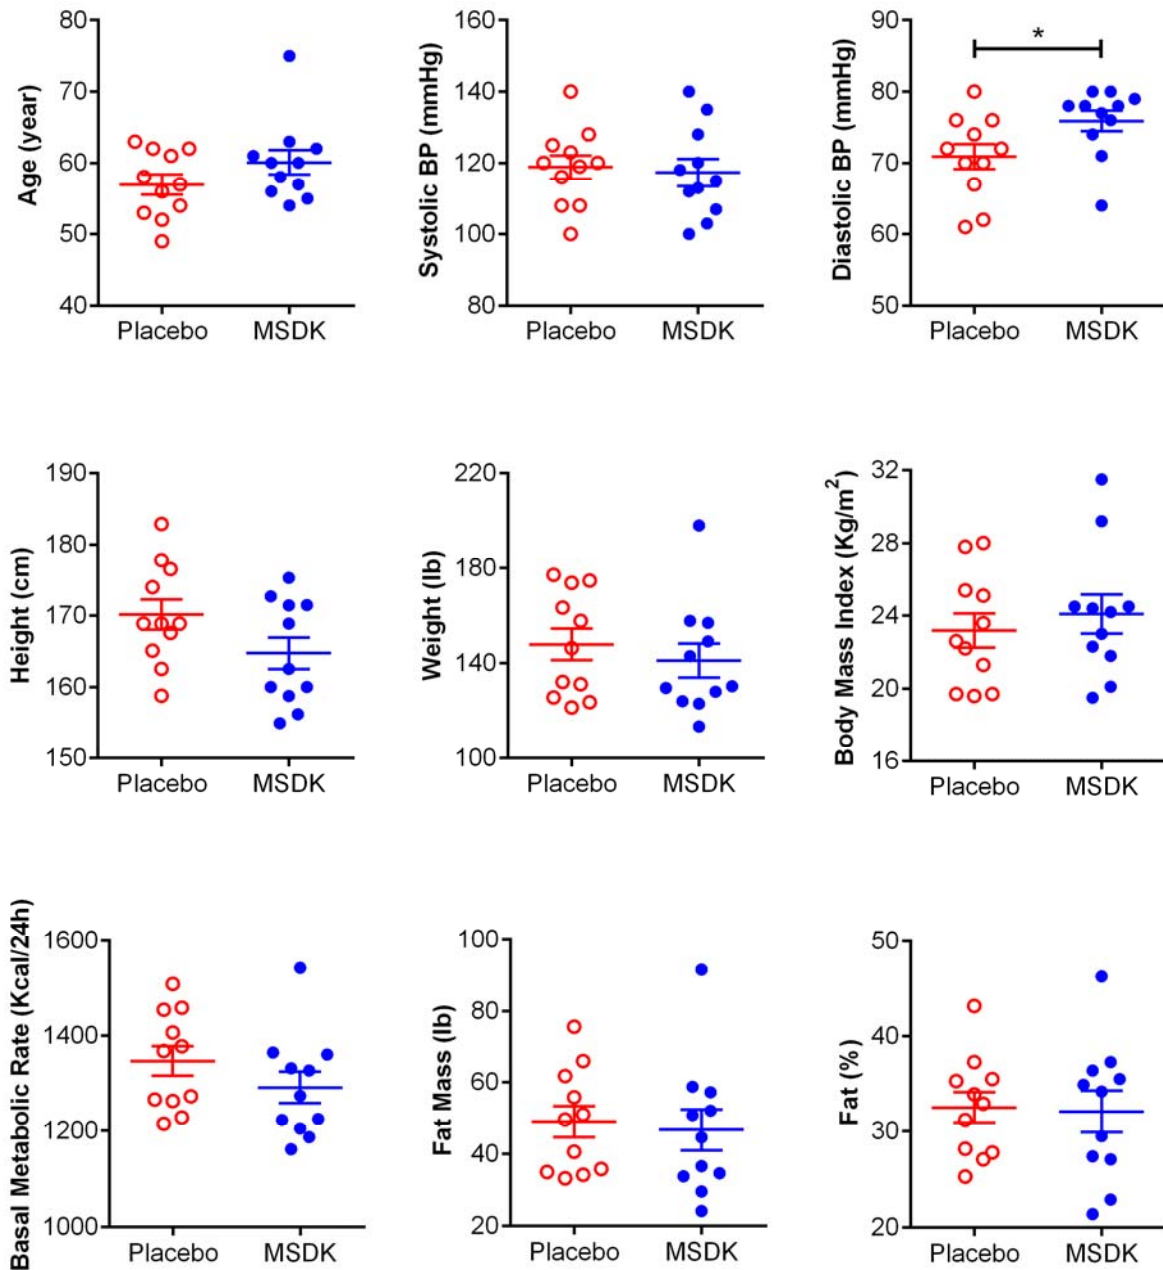 Age (year)
80
70
60
50
40
Placebo MSDK
Systolic BP (mmHg)
160
140
120
100
80
Placebo MSDK
Diastolic BP (mmHg)
90
80
70
60
50
*
Placebo MSDK
Height (cm)
190
180
170
160
150
Placebo MSDK
Weight (lb)
220
180
140
100
Placebo MSDK
Body Mass Index (Kg/m²)
32
28
24
20
16
Placebo MSDK
Basal Metabolic Rate (Kcal/24h)
1600
1400
1200
1000
Placebo MSDK
Fat Mass (lb)
100
80
60
40
20
Placebo MSDK
Fat (%)
50
40
30
20
Placebo MSDK